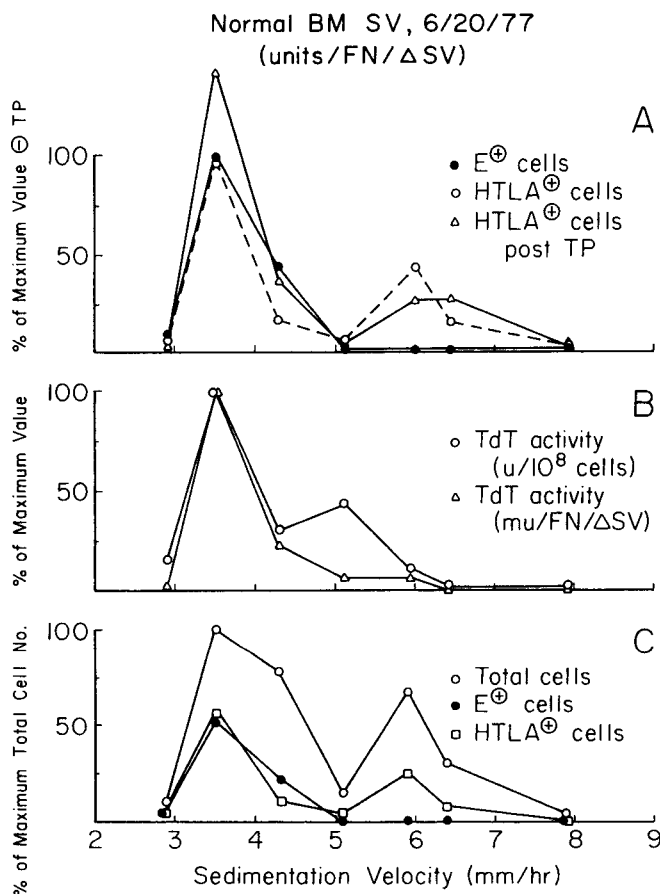 Normal BM SV, 6/20/77
(units/FN/△SV)
A
% of Maximum Value ⊖ TP
100
50
● E⊕ cells
○ HTLA⊕ cells
△ HTLA⊕ cells
post TP
B
% of Maximum Value
100
50
○ TdT activity
(u/10⁸ cells)
△ TdT activity
(mu/FN/△SV)
C
% of Maximum Total Cell No.
100
50
○ Total cells
● E⊕ cells
□ HTLA⊕ cells
2 3 4 5 6 7 8 9
Sedimentation Velocity (mm/hr)